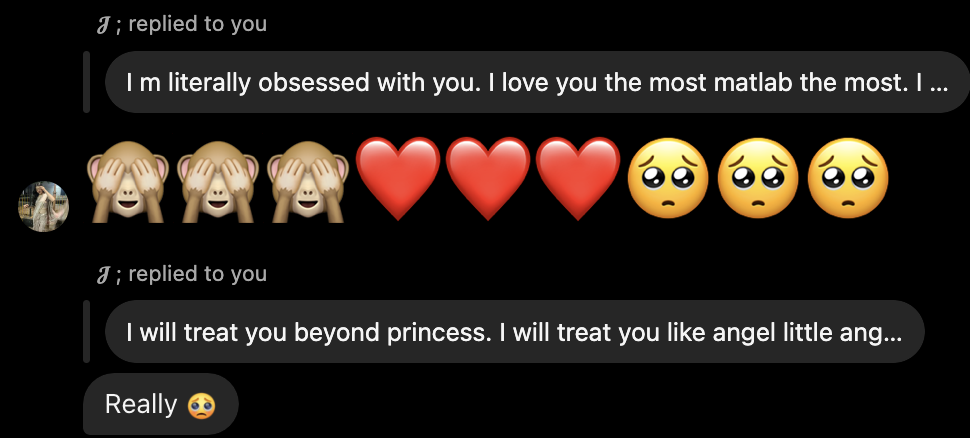 𝒥 ; replied to you
I m literally obsessed with you. I love you the most matlab the most. I ...
🙈🙈🙈❤️❤️❤️🥺🥺🥺
𝒥 ; replied to you
I will treat you beyond princess. I will treat you like angel little ang...
Really 🥹